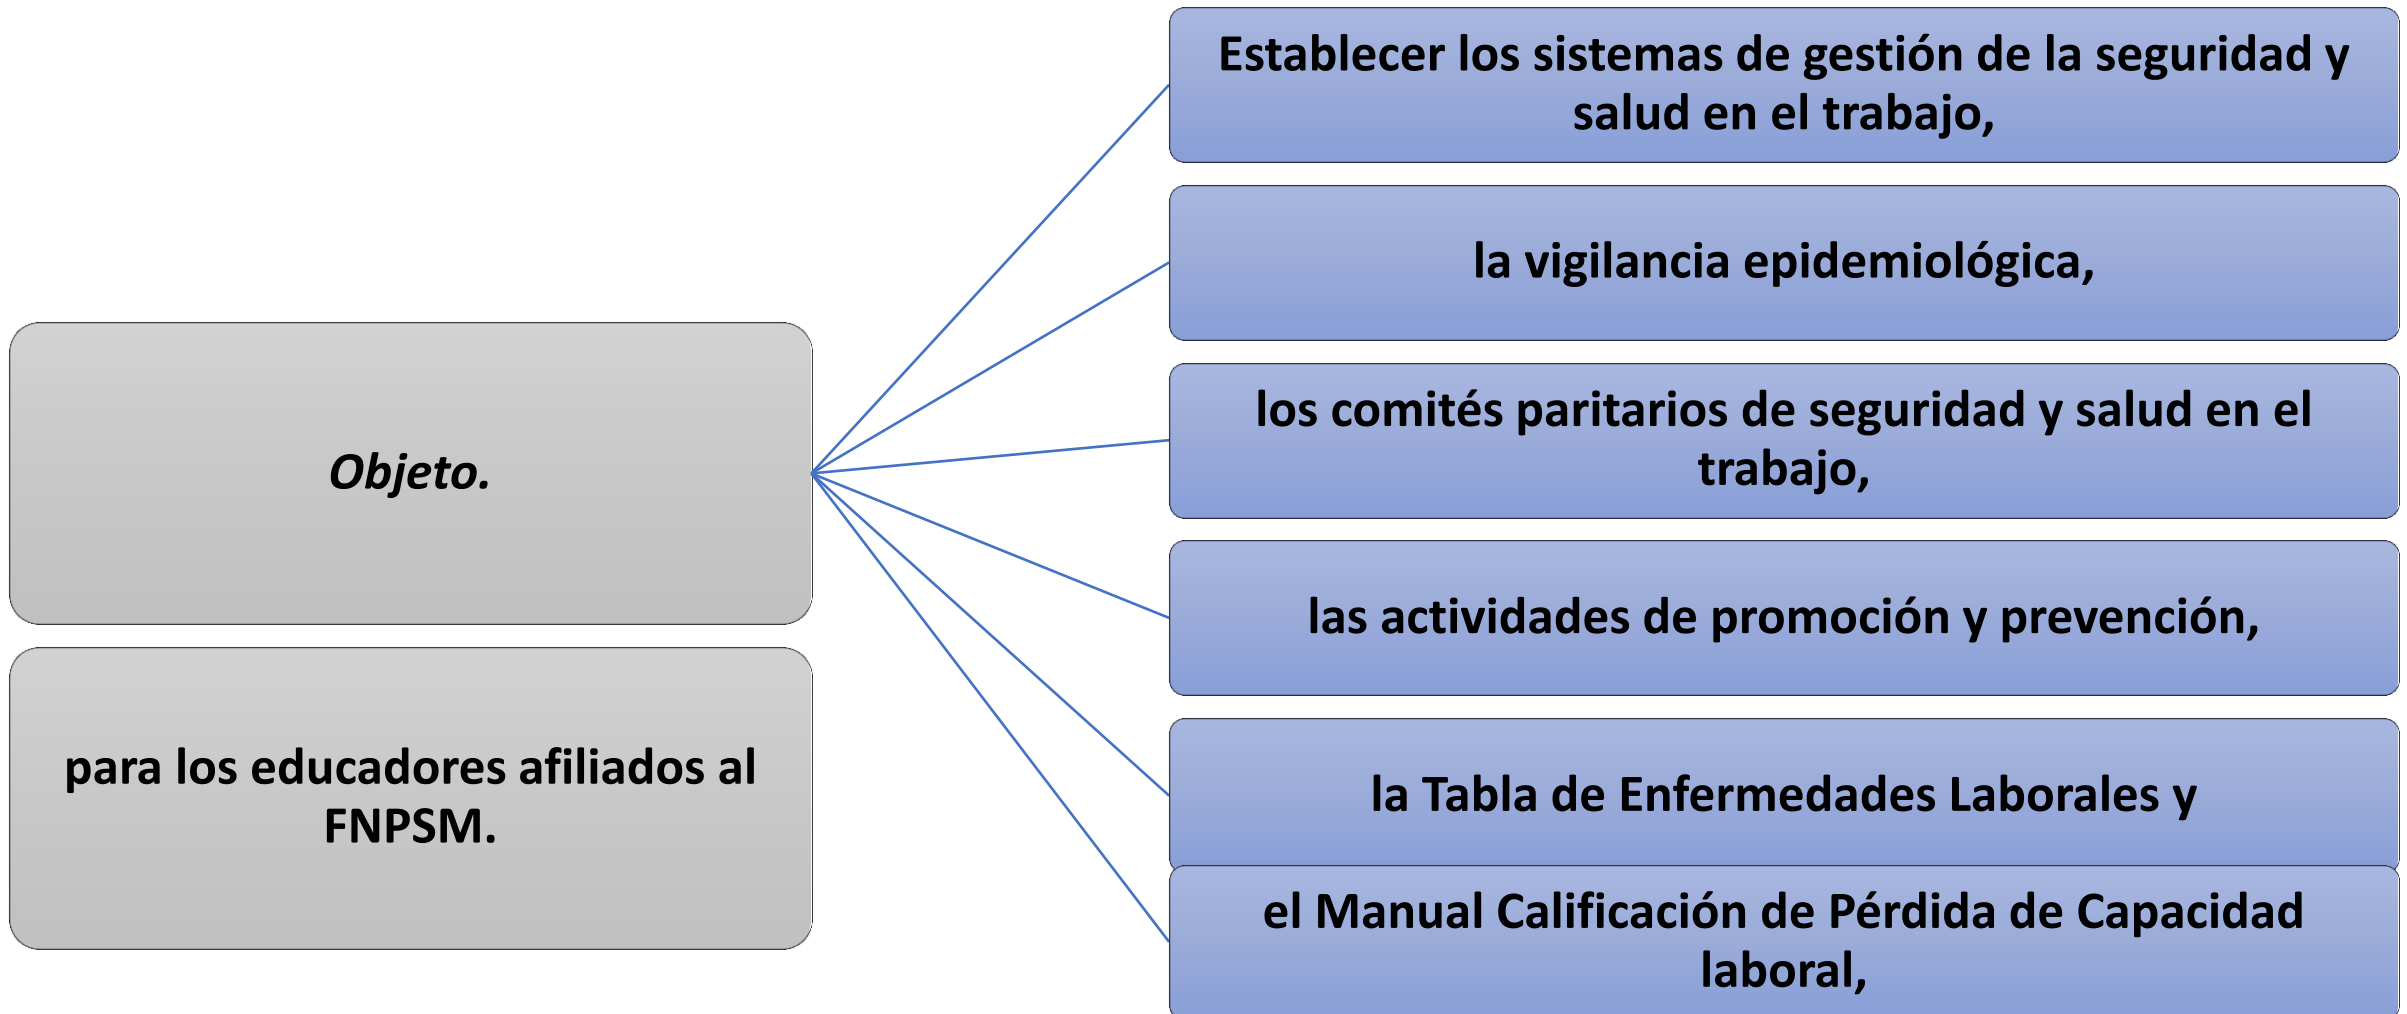 Objeto.
Establecer los sistemas de gestión de la seguridad y
salud en el trabajo,
la vigilancia epidemiológica,
los comités paritarios de seguridad y salud en el
trabajo,
las actividades de promoción y prevención,
la Tabla de Enfermedades Laborales y
el Manual Calificación de Pérdida de Capacidad
laboral,
para los educadores afiliados al
FNPSM.